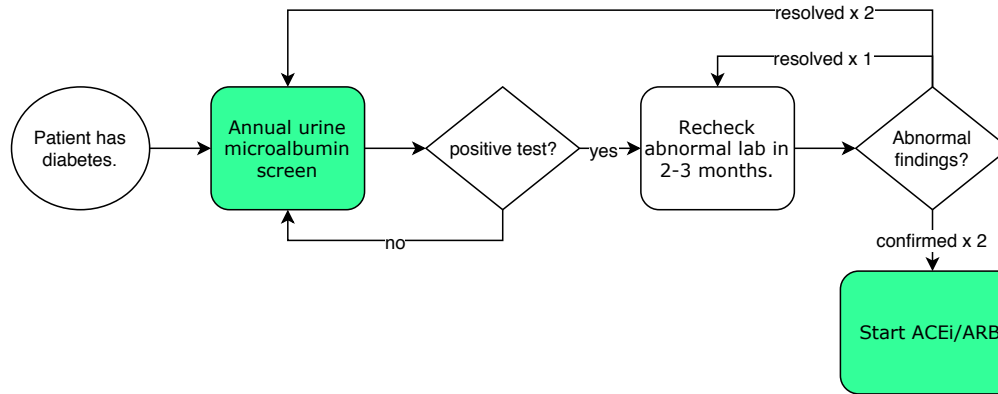 resolved x 2
resolved x 1
Patient has
diabetes.
Annual urine
microalbumin
screen
positive test?
yes
Recheck
abnormal lab in
2-3 months.
Abnormal
findings?
no
confirmed x 2
Start ACEi/ARB